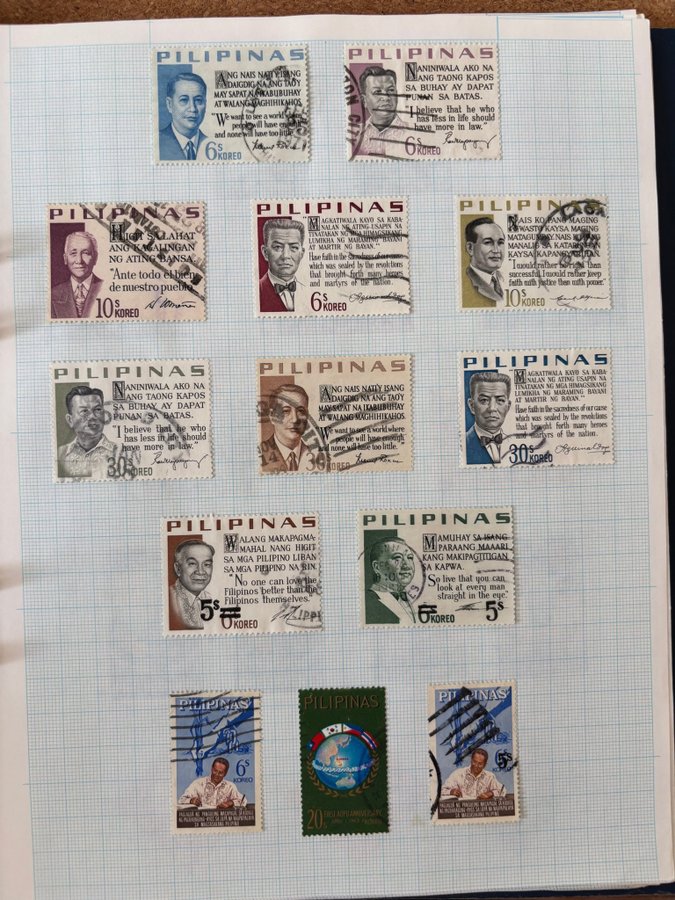 PILIPINAS
ANG NAIS NATI'Y ISANG
DAIGDIG NA ANG TAO'Y
MAY SAPAT NA IKABUBUHAY
AT WALANG MAGHIHIKAHOS.
"We want to see a world where
people will have enough
and none will have too little."
6s KOREO
PILIPINAS
NANINIWALA AKO NA
ANG TAONG KAPOS
SA BUHAY AY DAPAT
PUNAN SA BATAS.
"I believe that he who
has less in life should
have more in law."
6s KOREO
PILIPINAS
HIGIT SA LAHAT
ANG KAGALINGAN
NG ATING BANSA.
"Ante todo el bien
de nuestro pueblo."
10s KOREO
PILIPINAS
MAGKATIWALA KAYO SA KABA-
NALAN NG ATING USAPIN NA
TINATAKAN NG MGA HIMAGSIKANG
LUMIKHA NG MARAMING BAYANI
AT MARTIR NG BAYAN.
Have faith in the sacredness of our cause
which was sealed by the revolutions
that brought forth many heroes
and martyrs of the nation.
6s KOREO
PILIPINAS
NAIS KO PANG MAGING
WASTO KAYSA MAGTA-
"I would rather be right than
successful. I would rather keep
faith with justice than with power."
10s KOREO
PILIPINAS
NANINIWALA AKO NA
ANG TAONG KAPOS
SA BUHAY AY DAPAT
PUNAN SA BATAS.
"I believe that he who
has less in life should
have more in law."
30s KOREO
PILIPINAS
ANG NAIS NATI'Y ISANG
DAIGDIG NA ANG TAO'Y
MAY SAPAT NA IKABUBUHAY
AT WALANG MAGHIHIKAHOS.
"We want to see a world where
people will have enough
and none will have too little."
30s KOREO
PILIPINAS
MAGKATIWALA KAYO SA KABA-
NALAN NG ATING USAPIN NA
TINATAKAN NG MGA HIMAGSIKANG
LUMIKHA NG MARAMING BAYANI
AT MARTIR NG BAYAN.
Have faith in the sacredness of our cause
which was sealed by the revolutions
that brought forth many heroes
and martyrs of the nation.
30s KOREO
PILIPINAS
WALANG MAKAPAGMA-
MAHAL NANG HIGIT
SA MGA PILIPINO LIBAN
SA MGA PILIPINO NA RIN.
"No one can love the
Filipinos better than the
Filipinos themselves."
5s 6 KOREO
PILIPINAS
MAMUHAY SA ISANG
PARAANG MAAARI
KANG MAKIPAGTITIGAN
SA KAPWA.
"So live that you can
look at every man
straight in the eye."
KOREO 5s
PILIPINAS
6s
KOREO
PILIPINAS
20s
PILIPINAS
6s
5s
KOREO